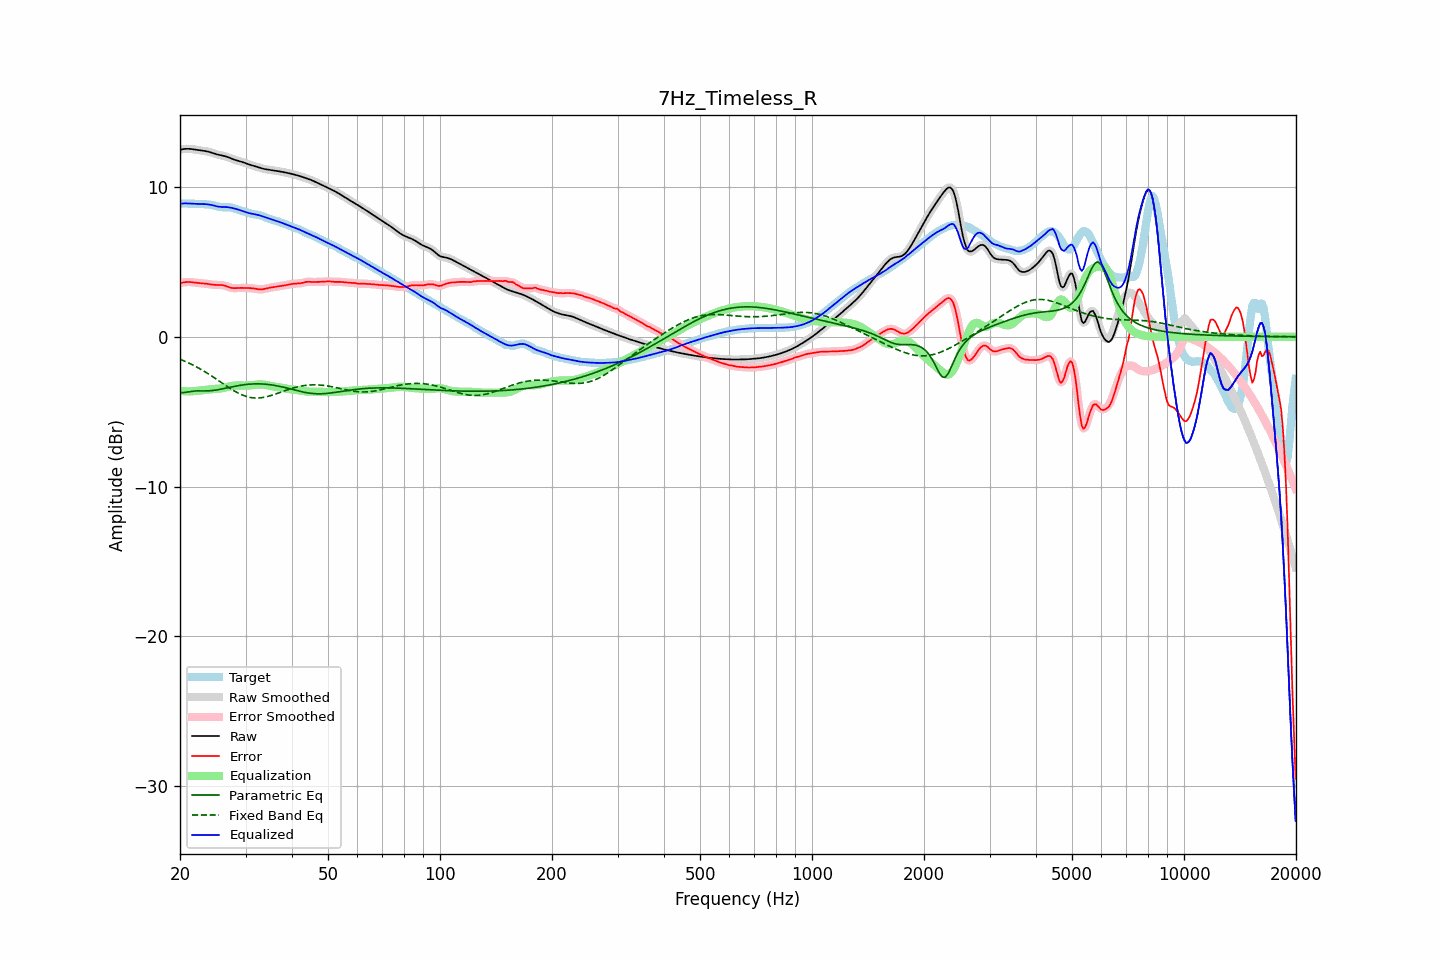 7Hz_Timeless_R
Amplitude (dBr)
10
0
−10
−20
−30
Target
Raw Smoothed
Error Smoothed
Raw
Error
Equalization
Parametric Eq
Fixed Band Eq
Equalized
20 50 100 200 500 1000 2000 5000 10000 20000
Frequency (Hz)